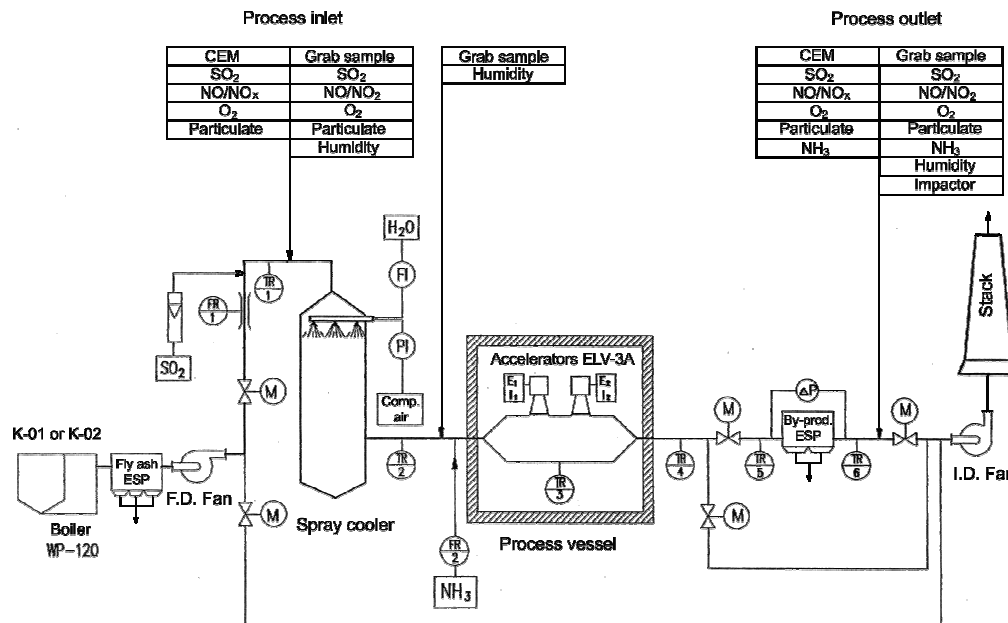 Process inlet
Process outlet
CEM Grab sample
SO₂ SO₂
NO/NOₓ NO/NO₂
O₂ O₂
Particulate Particulate
Humidity
Grab sample
Humidity
CEM Grab sample
SO₂ SO₂
NO/NOₓ NO/NO₂
O₂ O₂
Particulate Particulate
NH₃ NH₃
Humidity
Impactor
H₂O
FI
PI
Comp.
air
TR
1
FR
1
SO₂
M
K-01 or K-02
Fly ash
ESP
F.D. Fan
Boiler
WP-120
M
Spray cooler
TR
2
FR
2
NH₃
Accelerators ELV-3A
E₁
I₁
E₂
I₂
TR
3
Process vessel
TR
4
M
TR
5
ΔP
By-prod.
ESP
TR
6
M
M
Stack
I.D. Fan